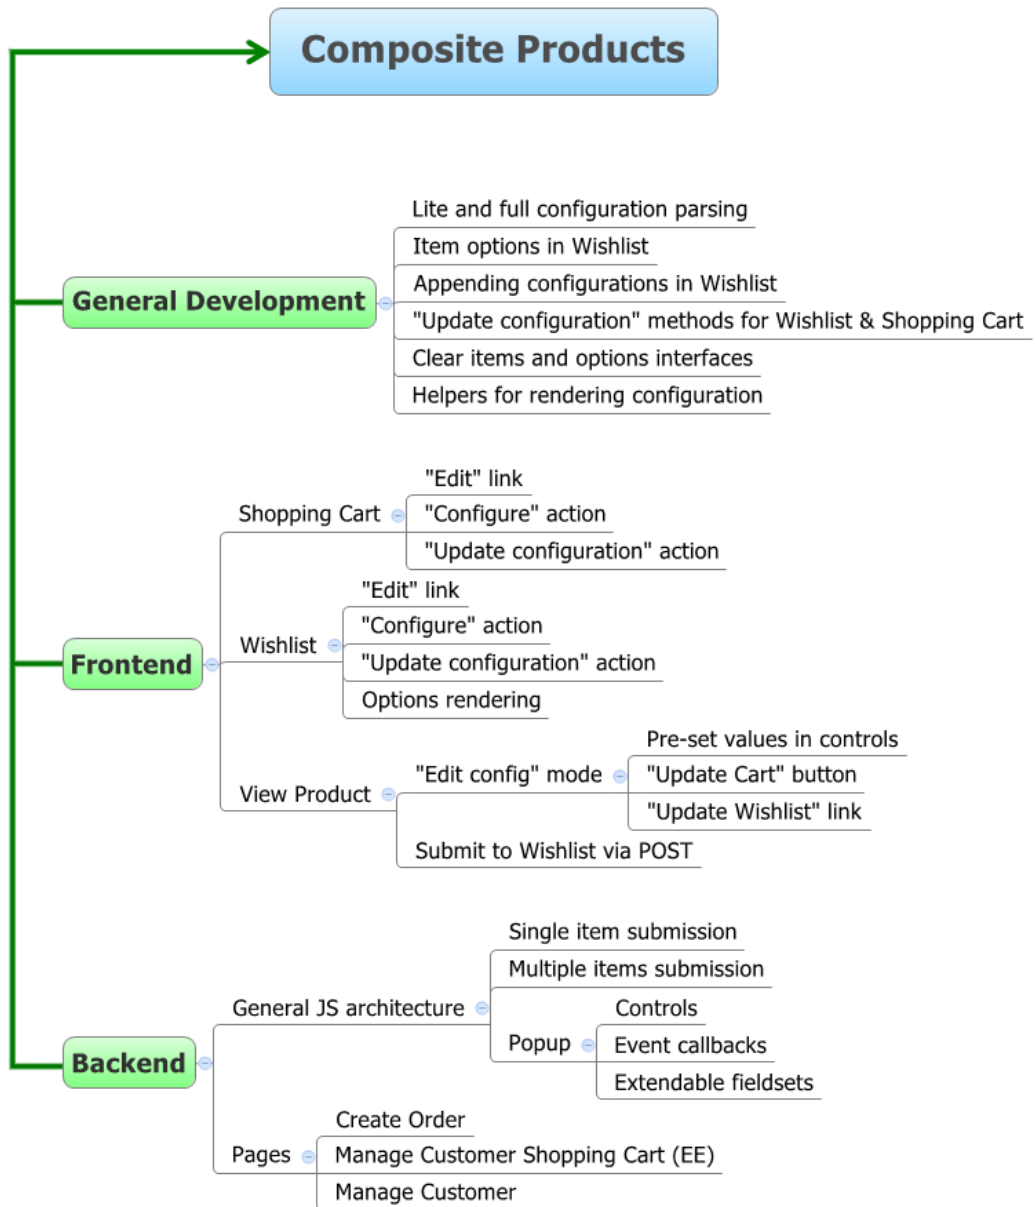 Composite Products
General Development
Lite and full configuration parsing
Item options in Wishlist
Appending configurations in Wishlist
"Update configuration" methods for Wishlist & Shopping Cart
Clear items and options interfaces
Helpers for rendering configuration
Frontend
Shopping Cart
"Edit" link
"Configure" action
"Update configuration" action
Wishlist
"Edit" link
"Configure" action
"Update configuration" action
Options rendering
View Product
"Edit config" mode
Pre-set values in controls
"Update Cart" button
"Update Wishlist" link
Submit to Wishlist via POST
Backend
General JS architecture
Single item submission
Multiple items submission
Popup
Controls
Event callbacks
Extendable fieldsets
Pages
Create Order
Manage Customer Shopping Cart (EE)
Manage Customer